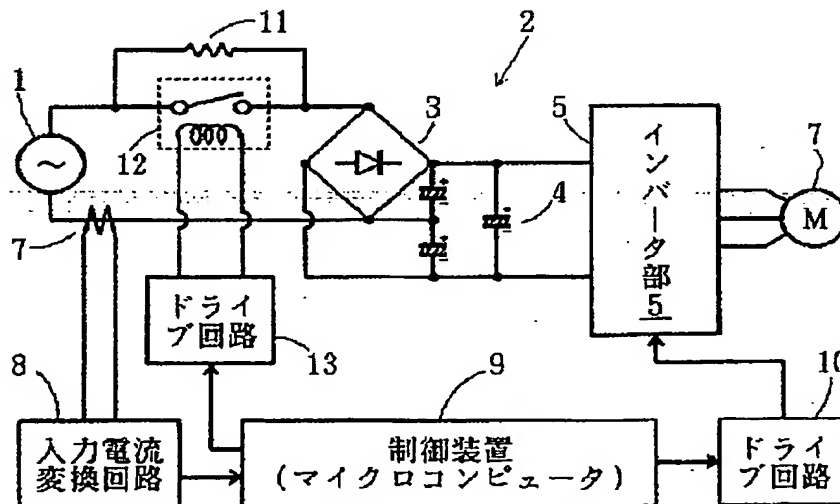 11
2
1
3
5
12
7
4
インバータ部
5
M
7
ドライ
ブ回路
13
8
9
10
入力電流
変換回路
制御装置
(マイクロコンピュータ)
ドライ
ブ回路